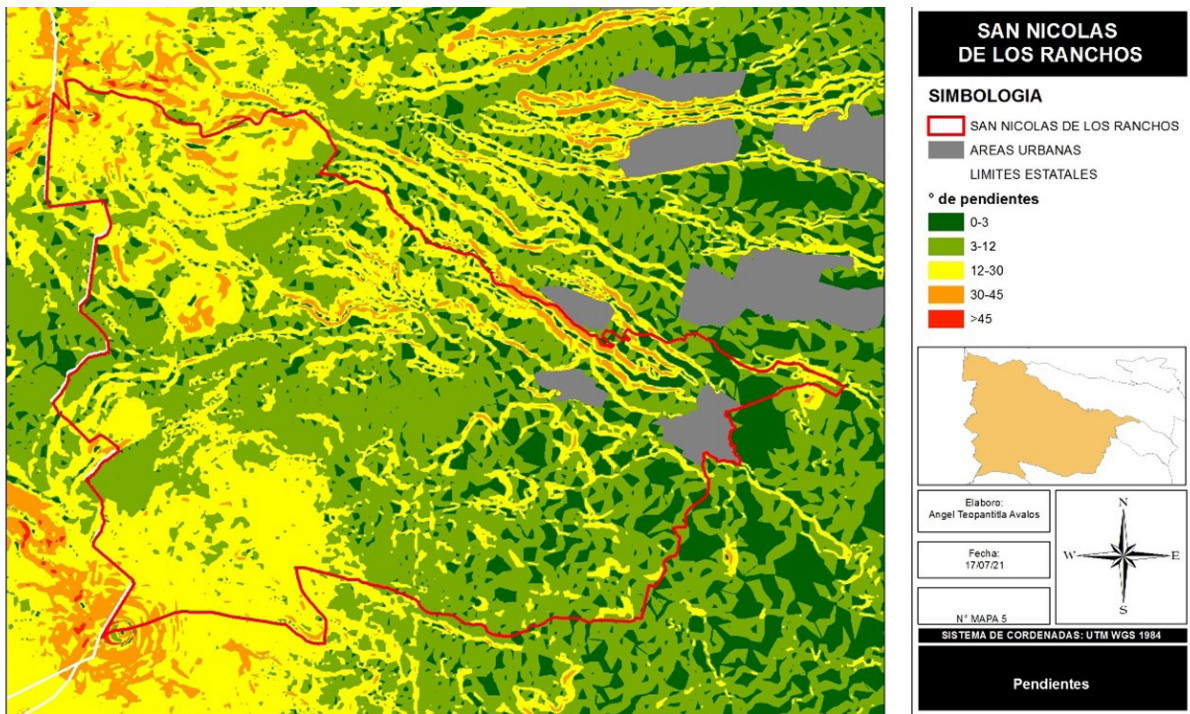 SAN NICOLAS
DE LOS RANCHOS
SIMBOLOGIA
SAN NICOLAS DE LOS RANCHOS
AREAS URBANAS
LIMITES ESTATALES
° de pendientes
0-3
3-12
12-30
30-45
>45
Elaboro:
Angel Teopantitla Avalos
Fecha:
17/07/21
N° MAPA 5
N
W
E
S
SISTEMA DE CORDENADAS: UTM WGS 1984
Pendientes